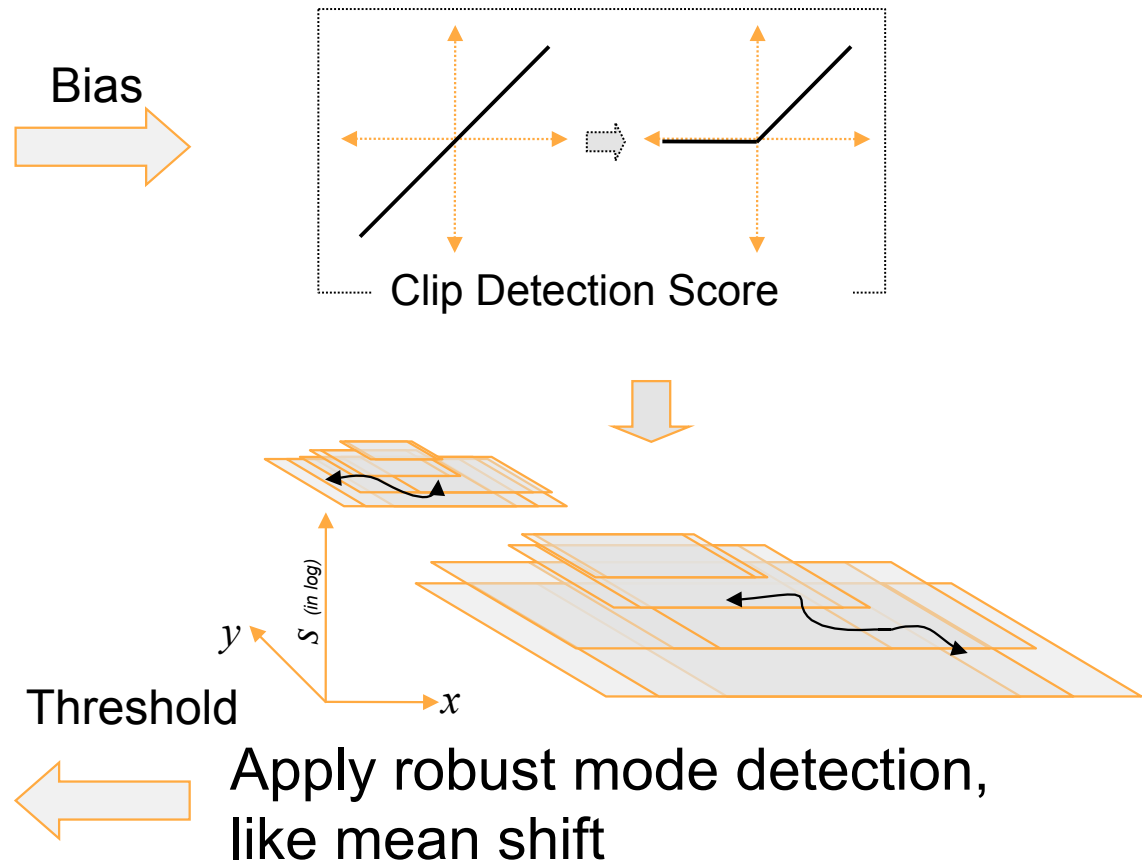 Bias
Clip Detection Score
s (in log)
y
x
Threshold
Apply robust mode detection,
like mean shift